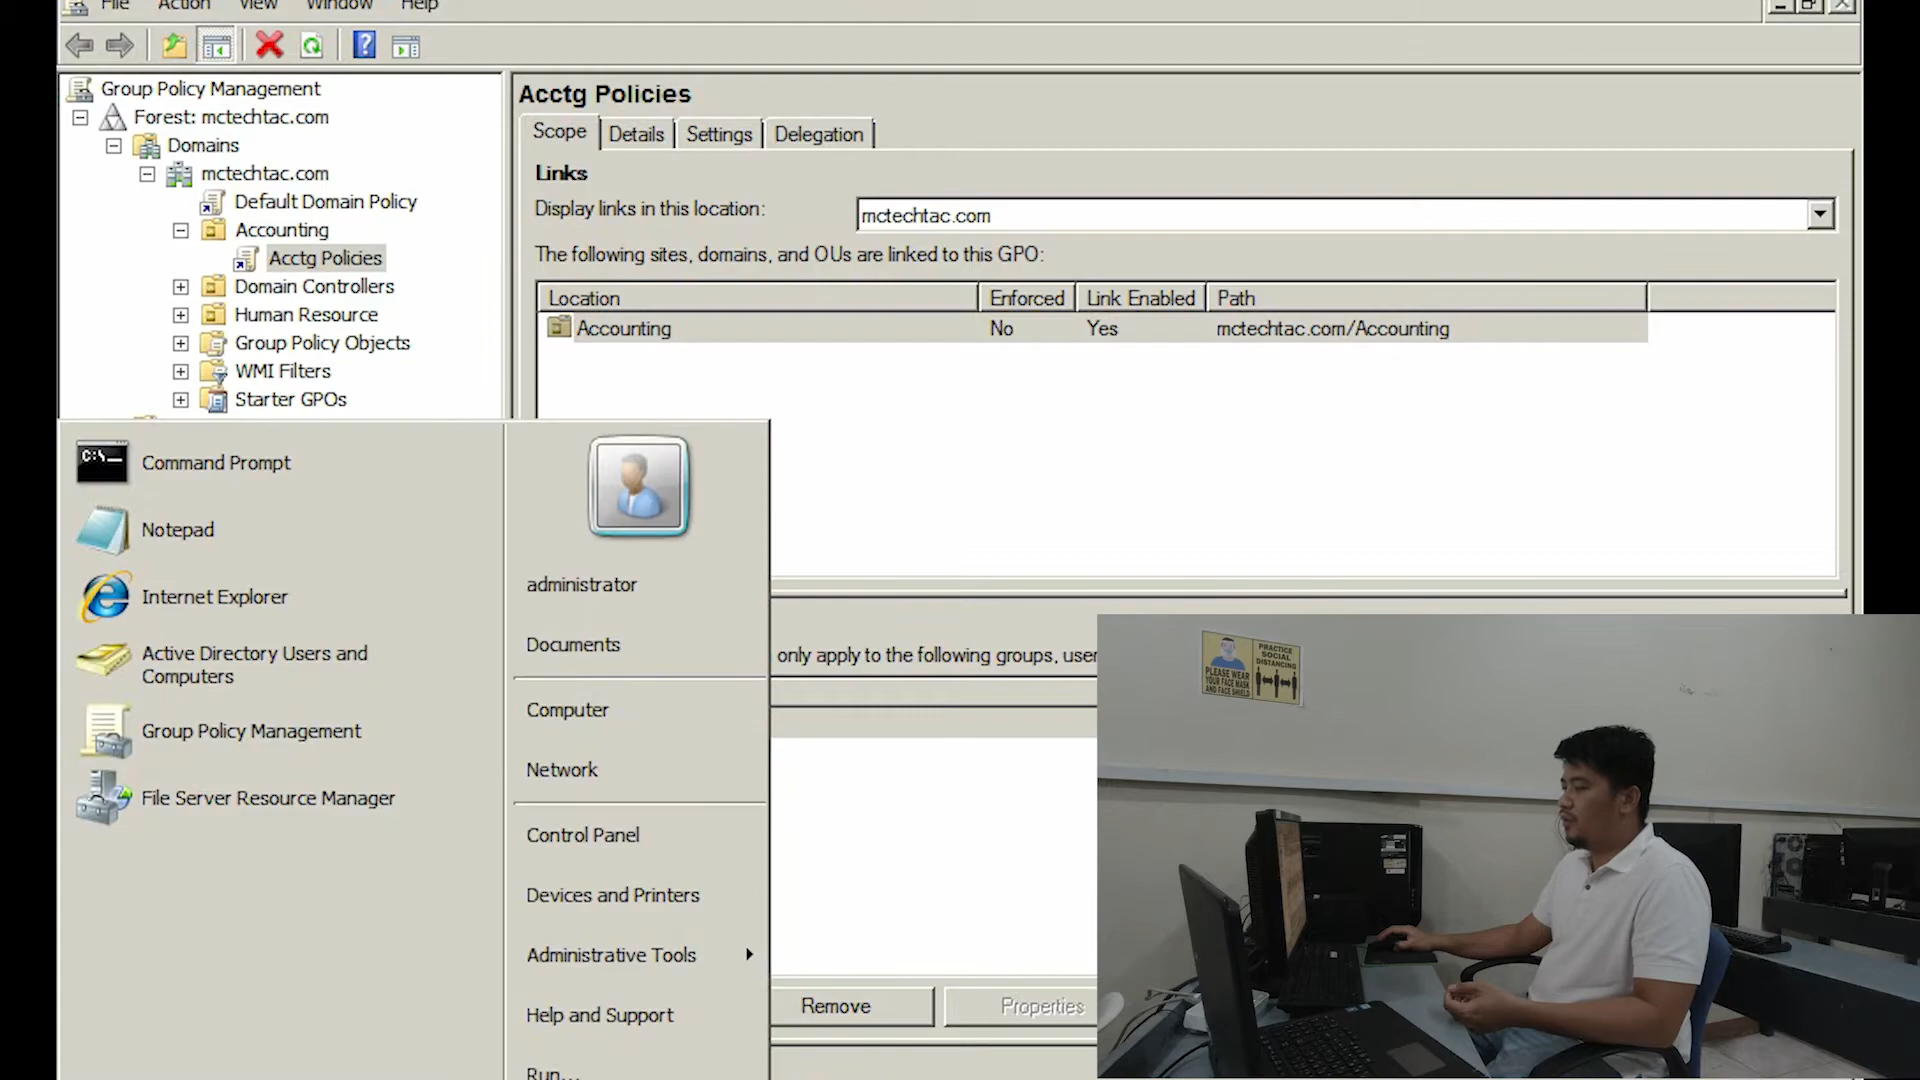 File Action View Window Help
Group Policy Management
Forest: mctechtac.com
Domains
mctechtac.com
Default Domain Policy
Accounting
Acctg Policies
Domain Controllers
Human Resource
Group Policy Objects
WMI Filters
Starter GPOs
Acctg Policies
Scope Details Settings Delegation
Links
Display links in this location: mctechtac.com
The following sites, domains, and OUs are linked to this GPO:
Location Enforced Link Enabled Path
Accounting No Yes mctechtac.com/Accounting
C:\_
Command Prompt
Notepad
Internet Explorer
Active Directory Users and
Computers
Group Policy Management
File Server Resource Manager
administrator
Documents
Computer
Network
Control Panel
Devices and Printers
Administrative Tools
Help and Support
Run...
only apply to the following groups, user
Remove Properties
PLEASE WEAR
YOUR FACE MASK
AND FACE SHIELD
PRACTICE
SOCIAL
DISTANCING